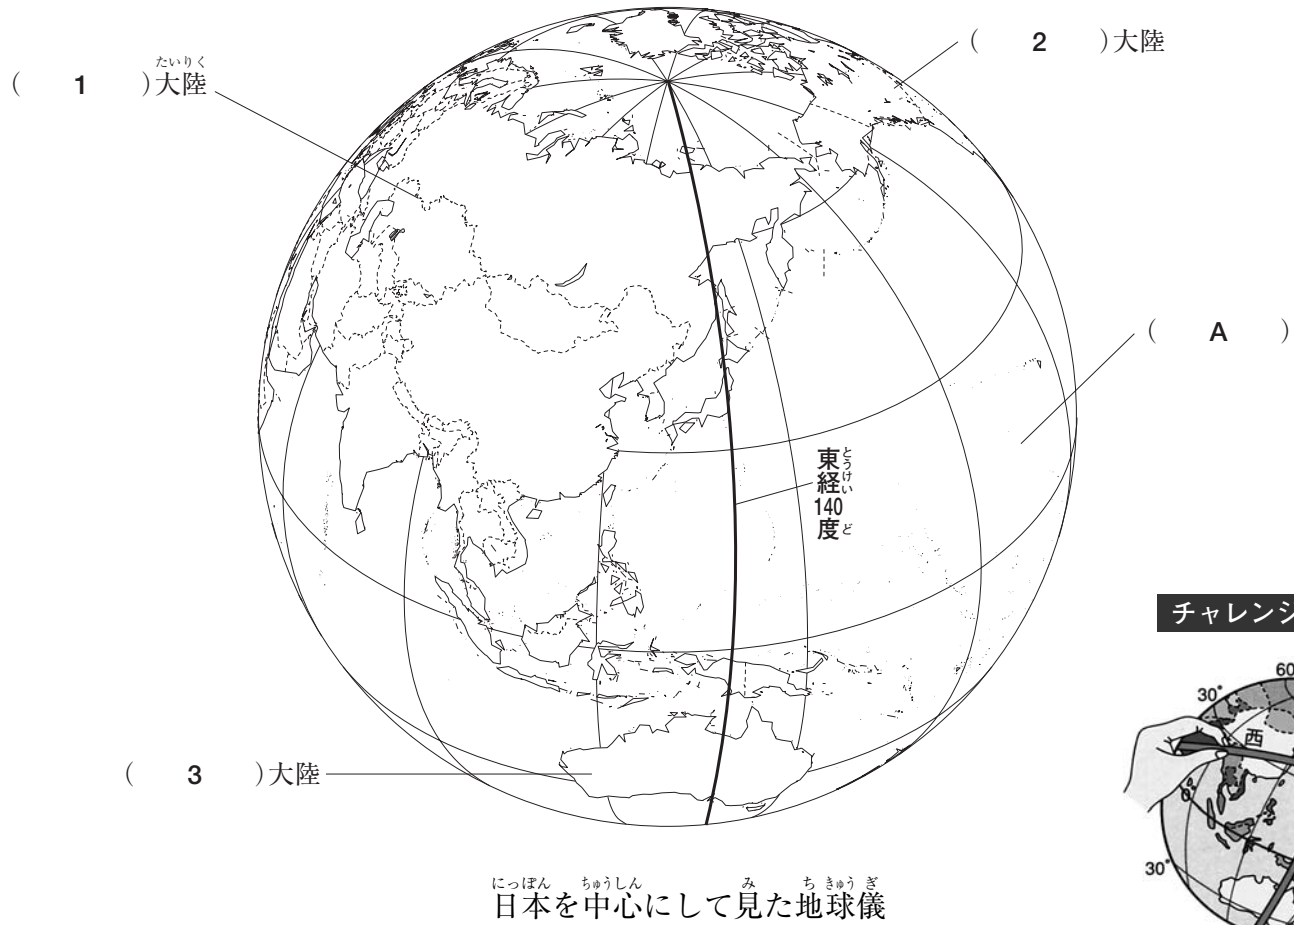 ( 1 )大陸
たいりく
( 2 )大陸
( A )
東経140度
とうけい ど
( 3 )大陸
チャレンジ
60
30°
西
0°
30°
にっぽん ちゅうしん み ちきゅうぎ
日本を中心にして見た地球儀